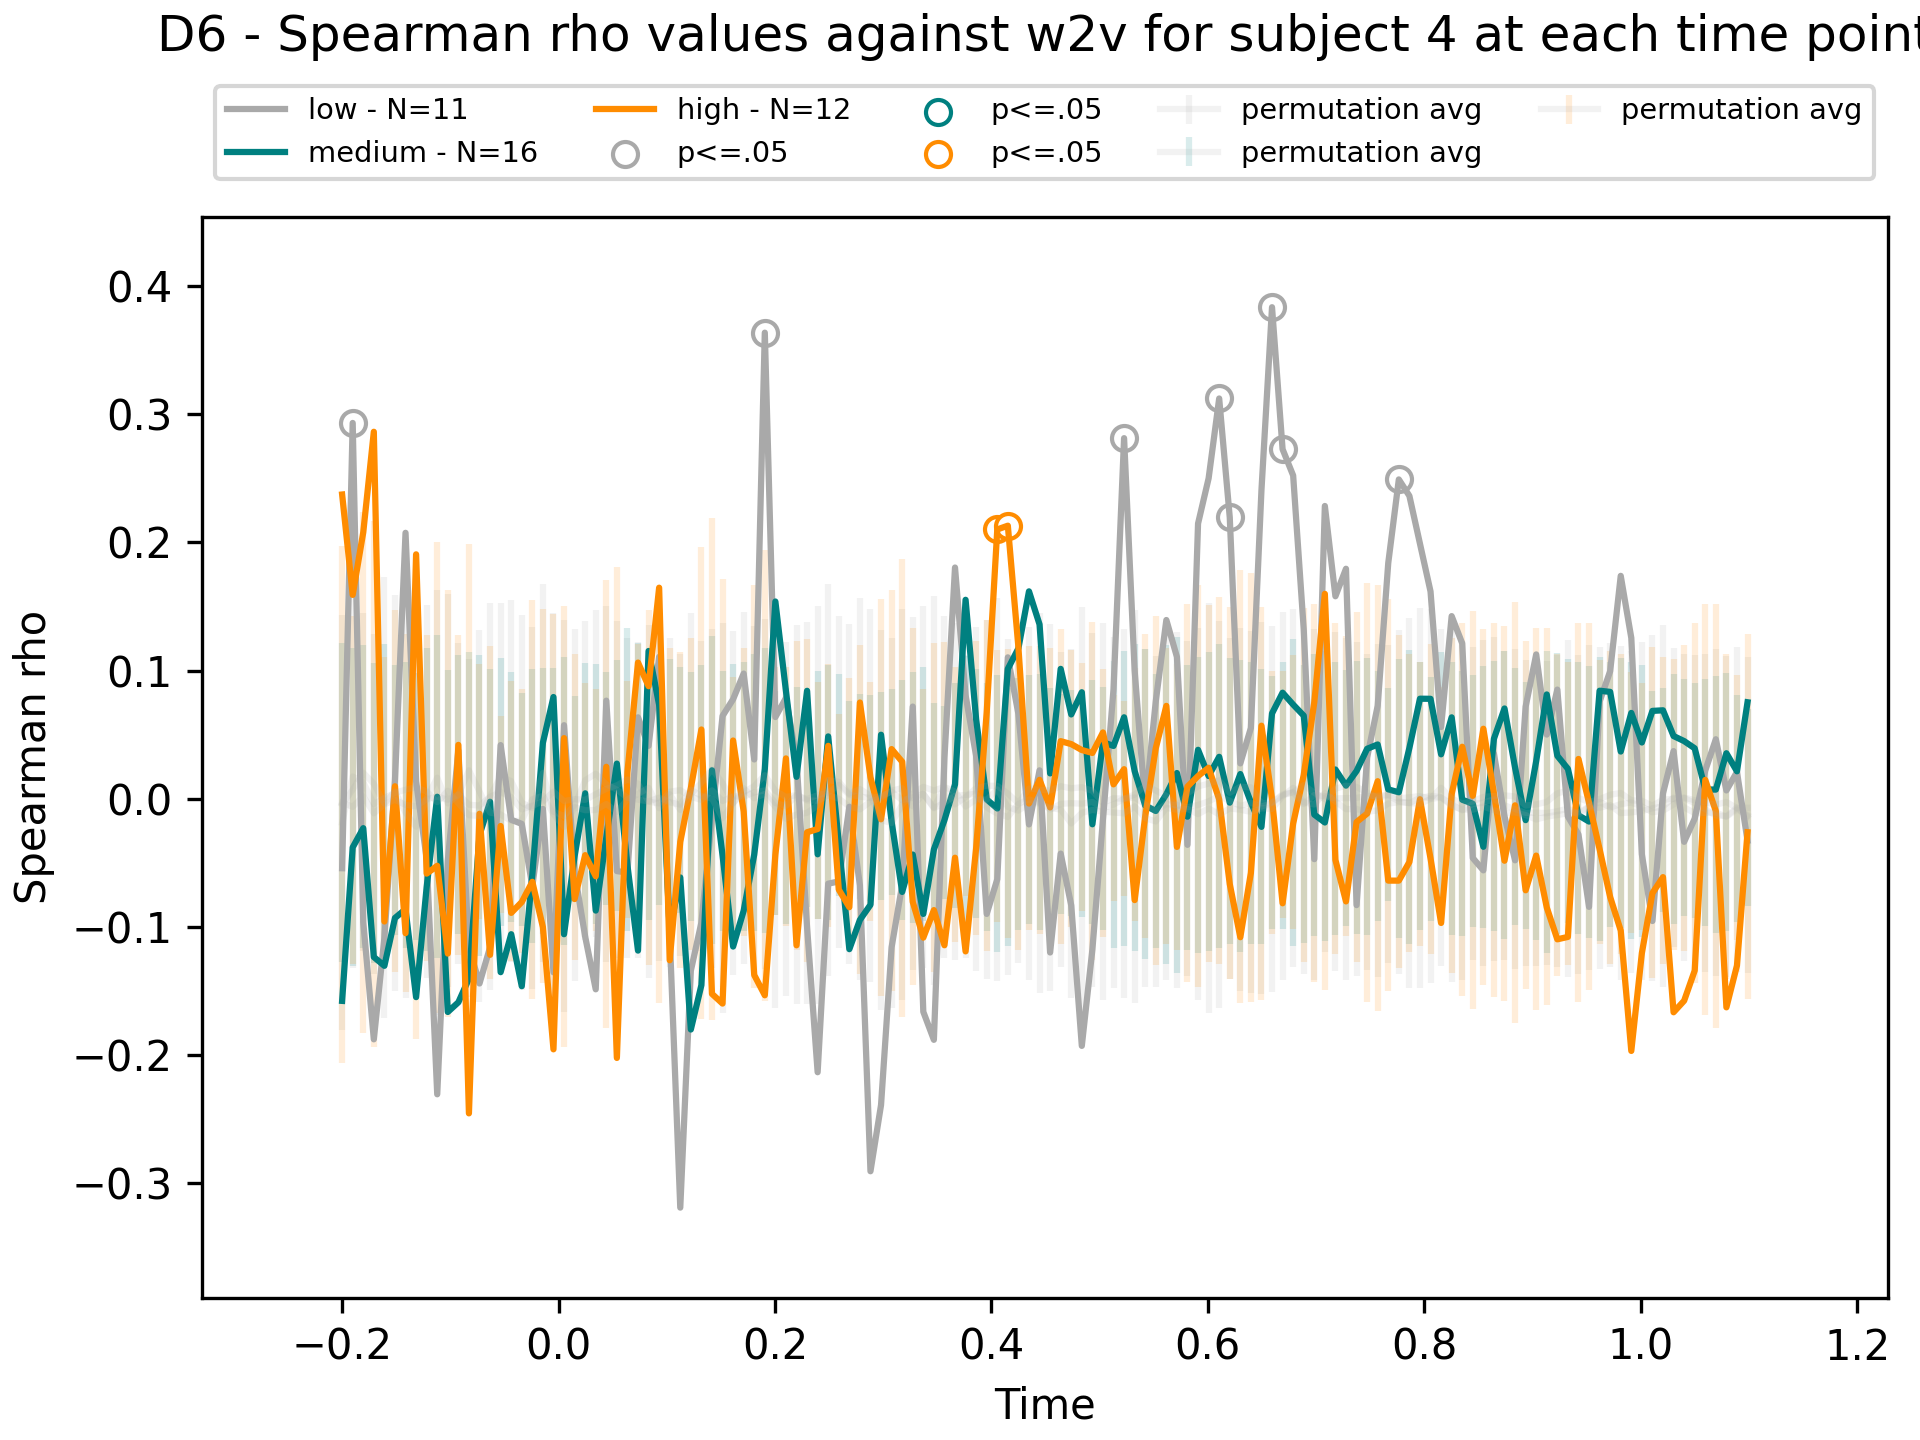 D6 - Spearman rho values against w2v for subject 4 at each time point
low - N=11 high - N=12 p<=.05 permutation avg permutation avg
medium - N=16 p<=.05 p<=.05 permutation avg
0.4
0.3
0.2
0.1
0.0
−0.1
−0.2
−0.3
Spearman rho
−0.2 0.0 0.2 0.4 0.6 0.8 1.0 1.2
Time